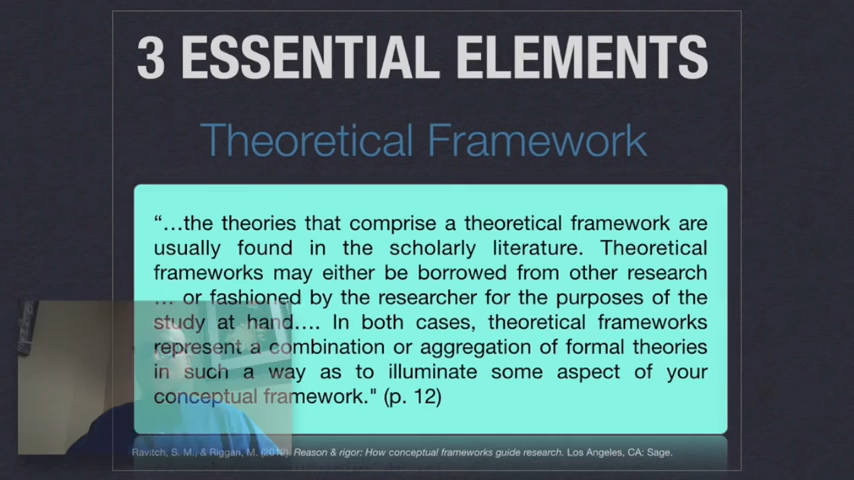 3 ESSENTIAL ELEMENTS
Theoretical Framework
“…the theories that comprise a theoretical framework are
usually found in the scholarly literature. Theoretical
frameworks may either be borrowed from other research
… or fashioned by the researcher for the purposes of the
study at hand…. In both cases, theoretical frameworks
represent a combination or aggregation of formal theories
in such a way as to illuminate some aspect of your
conceptual framework." (p. 12)
Ravitch, S. M., & Riggan, M. (2012). Reason & rigor: How conceptual frameworks guide research. Los Angeles, CA: Sage.